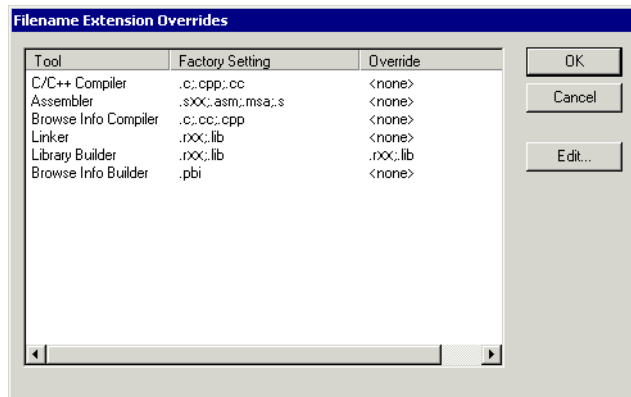 Filename Extension Overrides
Tool Factory Setting Override
C/C++ Compiler .c;.cpp;.cc <none>
Assembler .sxx;.asm;.msa;.s <none>
Browse Info Compiler .c;.cc;.cpp <none>
Linker .rxx;.lib <none>
Library Builder .rxx;.lib .rxx;.lib
Browse Info Builder .pbi <none>
OK
Cancel
Edit...